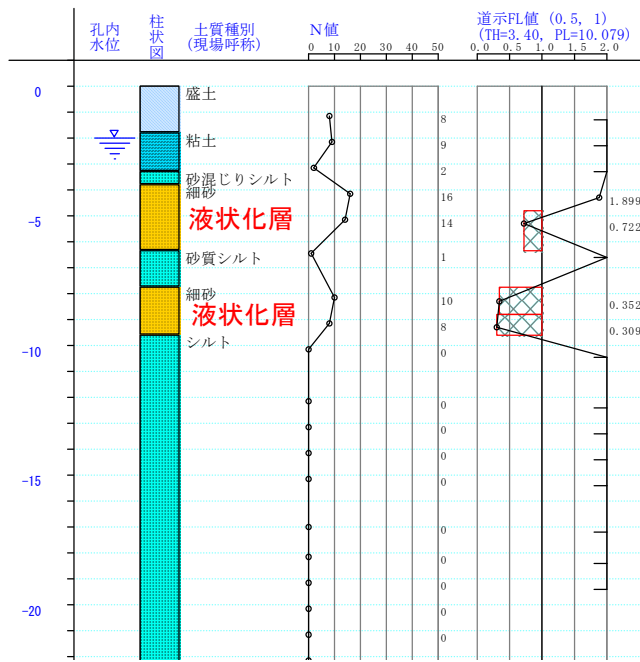 孔内
水位
柱
状
図
土質種別
(現場呼称)
N値
0 10 20 30 40 50
道示FL値 (0.5, 1)
(TH=3.40, PL=10.079)
0.0 0.5 1.0 1.5 2.0
0
盛土
8
粘土
9
砂混じりシルト
2
細砂
16
1.899
-5
液状化層
14
0.722
砂質シルト
1
細砂
10
0.352
液状化層
8
0.309
シルト
-10
0
0
0
0
-15
0
0
0
0
-20
0
0